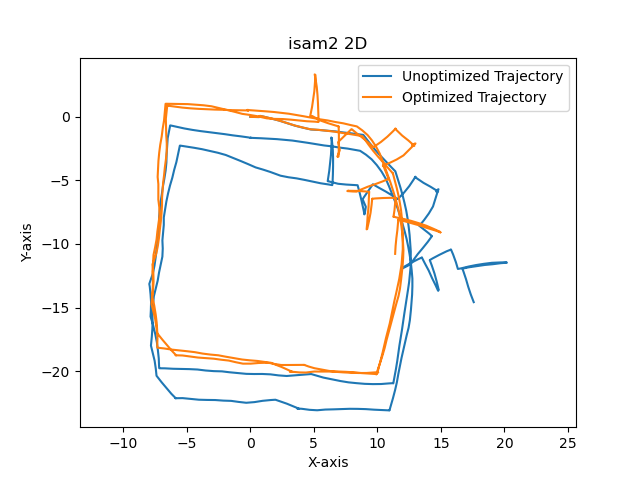 isam2 2D
Unoptimized Trajectory
Optimized Trajectory
0
−5
−10
−15
−20
Y-axis
−10
−5
0
5
10
15
20
25
X-axis